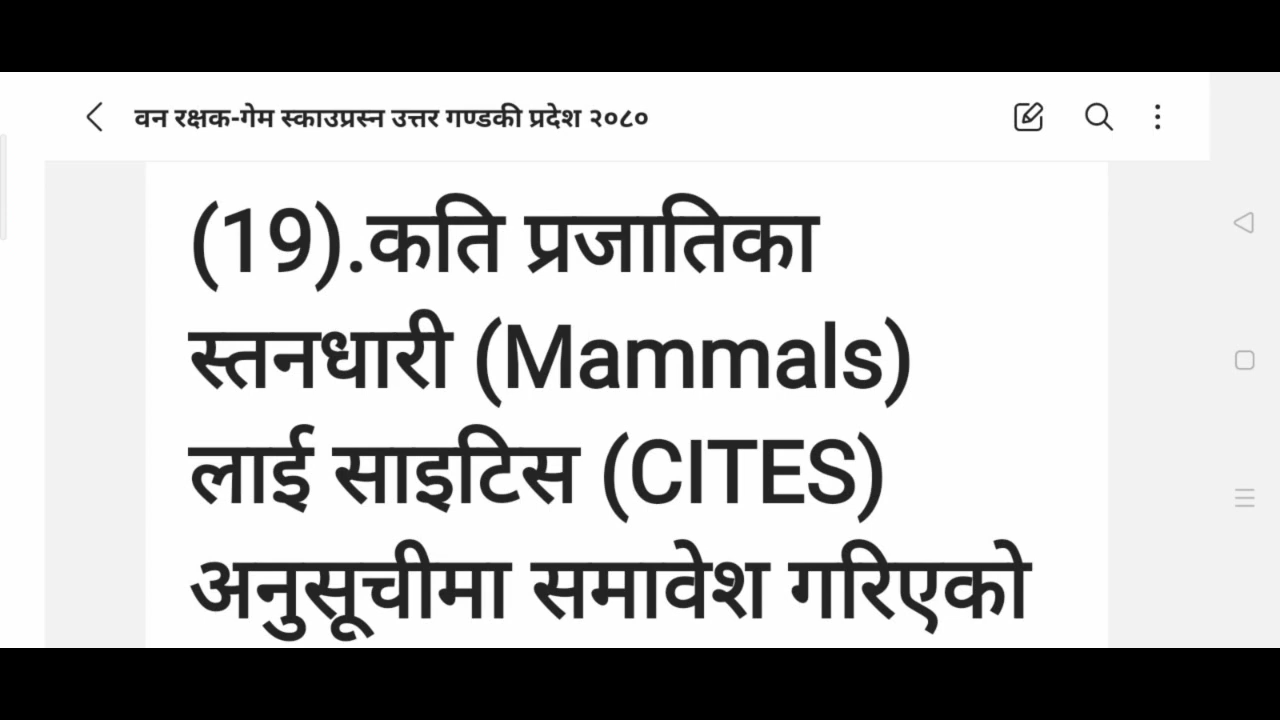 वन रक्षक-गेम स्काउप्रस्न उत्तर गण्डकी प्रदेश २०८०
(19).कति प्रजातिका
स्तनधारी (Mammals)
लाई साइटिस (CITES)
अनुसूचीमा समावेश गरिएको